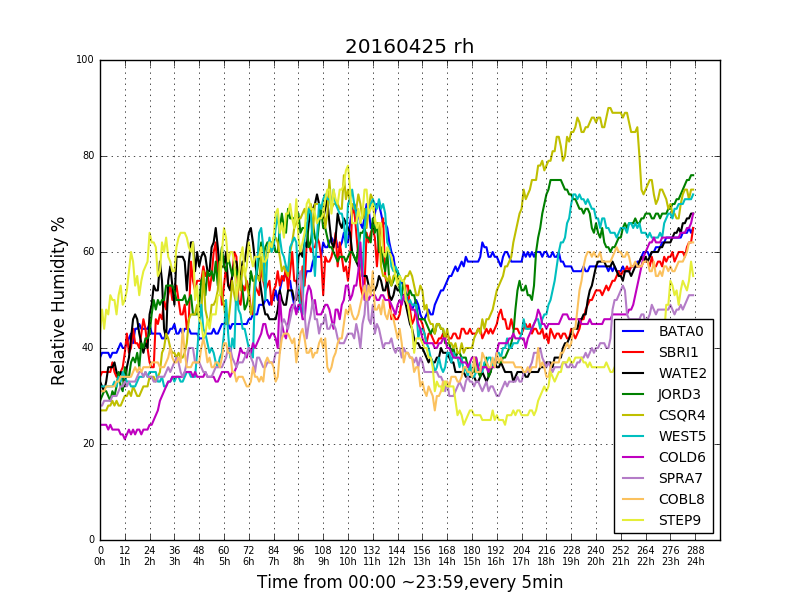 20160425 rh
Relative Humidity %
100
80
60
40
20
0
0 12 24 36 48 60 72 84 96 108 120 132 144 156 168 180 192 204 216 228 240 252 264 276 288
0h 1h 2h 3h 4h 5h 6h 7h 8h 9h 10h 11h 12h 13h 14h 15h 16h 17h 18h 19h 20h 21h 22h 23h 24h
Time from 00:00 ~23:59,every 5min
BATA0
SBRI1
WATE2
JORD3
CSQR4
WEST5
COLD6
SPRA7
COBL8
STEP9